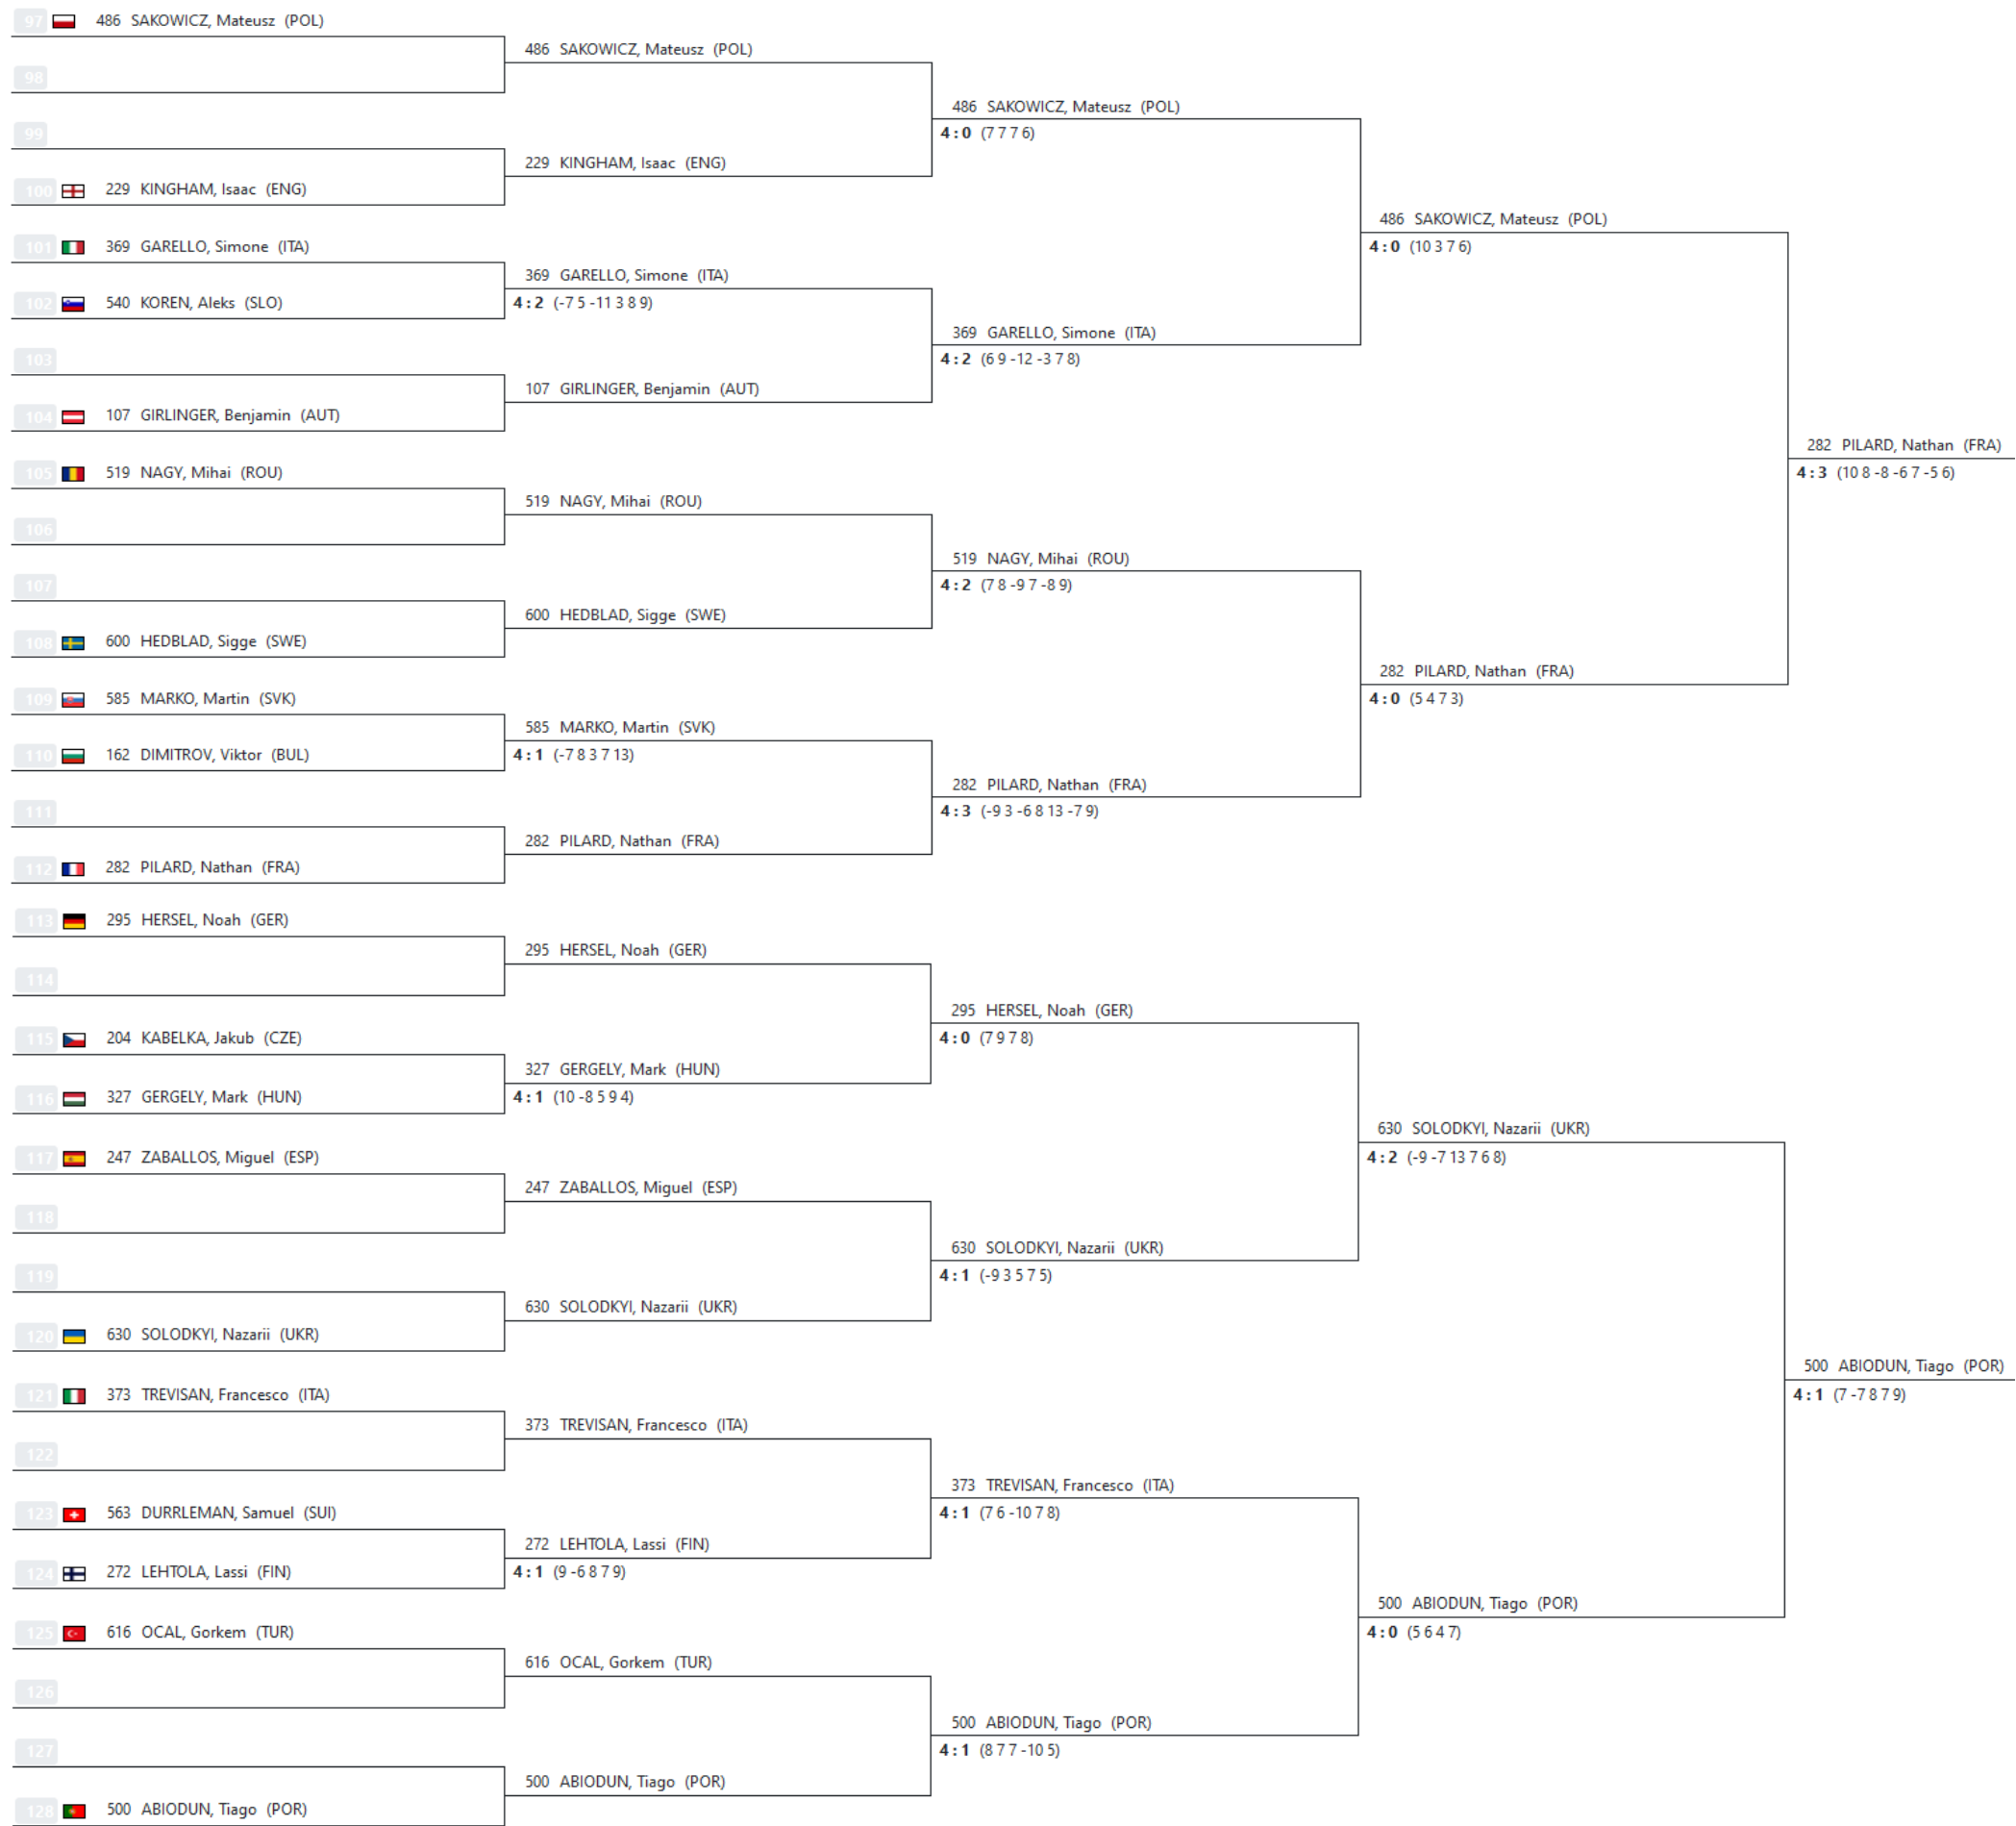 97 486 SAKOWICZ, Mateusz (POL)
486 SAKOWICZ, Mateusz (POL)
98
486 SAKOWICZ, Mateusz (POL)
4 : 0 (7 7 7 6)
99
229 KINGHAM, Isaac (ENG)
100 229 KINGHAM, Isaac (ENG)
486 SAKOWICZ, Mateusz (POL)
4 : 0 (10 3 7 6)
101 369 GARELLO, Simone (ITA)
369 GARELLO, Simone (ITA)
102 540 KOREN, Aleks (SLO)
4 : 2 (-7 5 -11 3 8 9)
369 GARELLO, Simone (ITA)
4 : 2 (6 9 -12 -3 7 8)
103
107 GIRLINGER, Benjamin (AUT)
104 107 GIRLINGER, Benjamin (AUT)
282 PILARD, Nathan (FRA)
4 : 3 (10 8 -8 -6 7 -5 6)
105 519 NAGY, Mihai (ROU)
519 NAGY, Mihai (ROU)
106
519 NAGY, Mihai (ROU)
4 : 2 (7 8 -9 7 -8 9)
107
600 HEDBLAD, Sigge (SWE)
108 600 HEDBLAD, Sigge (SWE)
282 PILARD, Nathan (FRA)
4 : 0 (5 4 7 3)
109 585 MARKO, Martin (SVK)
585 MARKO, Martin (SVK)
110 162 DIMITROV, Viktor (BUL)
4 : 1 (-7 8 3 7 13)
282 PILARD, Nathan (FRA)
4 : 3 (-9 3 -6 8 13 -7 9)
111
282 PILARD, Nathan (FRA)
112 282 PILARD, Nathan (FRA)
113 295 HERSEL, Noah (GER)
295 HERSEL, Noah (GER)
114
295 HERSEL, Noah (GER)
4 : 0 (7 9 7 8)
115 204 KABELKA, Jakub (CZE)
327 GERGELY, Mark (HUN)
116 327 GERGELY, Mark (HUN)
4 : 1 (10 -8 5 9 4)
630 SOLODKYI, Nazarii (UKR)
4 : 2 (-9 -7 13 7 6 8)
117 247 ZABALLOS, Miguel (ESP)
247 ZABALLOS, Miguel (ESP)
118
630 SOLODKYI, Nazarii (UKR)
4 : 1 (-9 3 5 7 5)
119
630 SOLODKYI, Nazarii (UKR)
120 630 SOLODKYI, Nazarii (UKR)
500 ABIODUN, Tiago (POR)
4 : 1 (7 -7 8 7 9)
121 373 TREVISAN, Francesco (ITA)
373 TREVISAN, Francesco (ITA)
122
373 TREVISAN, Francesco (ITA)
4 : 1 (7 6 -10 7 8)
123 563 DURRLEMAN, Samuel (SUI)
272 LEHTOLA, Lassi (FIN)
124 272 LEHTOLA, Lassi (FIN)
4 : 1 (9 -6 8 7 9)
500 ABIODUN, Tiago (POR)
4 : 0 (5 6 4 7)
125 616 OCAL, Gorkem (TUR)
616 OCAL, Gorkem (TUR)
126
500 ABIODUN, Tiago (POR)
4 : 1 (8 7 7 -10 5)
127
500 ABIODUN, Tiago (POR)
128 500 ABIODUN, Tiago (POR)